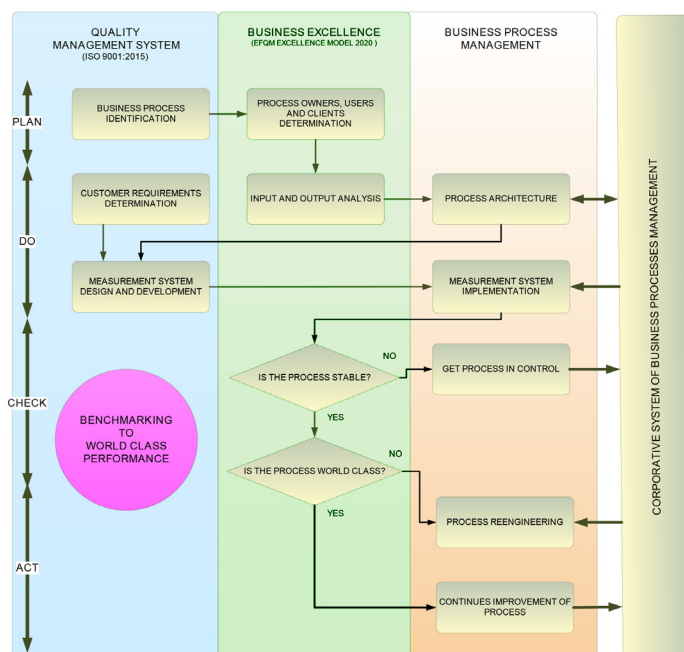 QUALITY
MANAGEMENT SYSTEM
(ISO 9001:2015)
BUSINESS EXCELLENCE
(EFQM EXCELLENCE MODEL 2020 )
BUSINESS PROCESS
MANAGEMENT
PLAN
BUSINESS PROCESS
IDENTIFICATION
PROCESS OWNERS, USERS
AND CLIENTS
DETERMINATION
DO
CUSTOMER REQUIREMENTS
DETERMINATION
INPUT AND OUTPUT ANALYSIS
PROCESS ARCHITECTURE
MEASUREMENT SYSTEM
DESIGN AND DEVELOPMENT
MEASUREMENT SYSTEM
IMPLEMENTATION
CHECK
IS THE PROCESS STABLE?
NO
GET PROCESS IN CONTROL
YES
BENCHMARKING
TO
WORLD CLASS
PERFORMANCE
IS THE PROCESS WORLD CLASS?
NO
YES
PROCESS REENGINEERING
ACT
CONTINUES IMPROVEMENT OF
PROCESS
CORPORATIVE SYSTEM OF BUSINESS PROCESSES MANAGEMENT